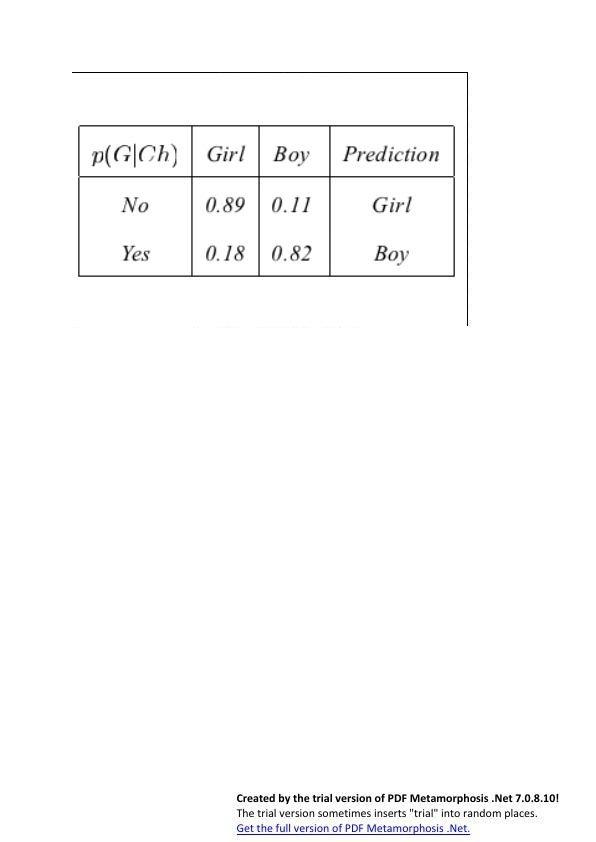 p(G|Ch) Girl Boy Prediction
No 0.89 0.11 Girl
Yes 0.18 0.82 Boy
Created by the trial version of PDF Metamorphosis .Net 7.0.8.10!
The trial version sometimes inserts "trial" into random places.
Get the full version of PDF Metamorphosis .Net.